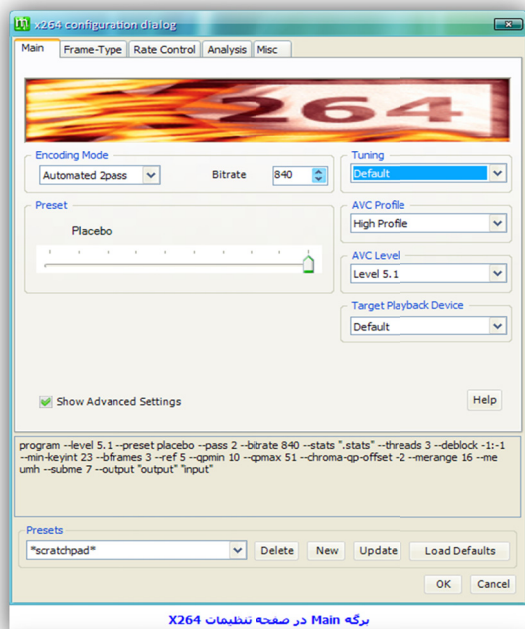 x264 configuration dialog
Main Frame-Type Rate Control Analysis Misc
264
Encoding Mode
Automated 2pass Bitrate 840
Tuning
Default
Preset
Placebo
AVC Profile
High Profile
AVC Level
Level 5.1
Target Playback Device
Default
Show Advanced Settings
Help
program --level 5.1 --preset placebo --pass 2 --bitrate 840 --stats ".stats" --threads 3 --deblock -1:-1
--min-keyint 23 --bframes 3 --ref 5 --qpmin 10 --qpmax 51 --chroma-qp-offset -2 --merange 16 --me
umh --subme 7 --output "output" "input"
Presets
*scratchpad* Delete New Update Load Defaults
OK Cancel
برگه Main در صفحه تنظیمات X264